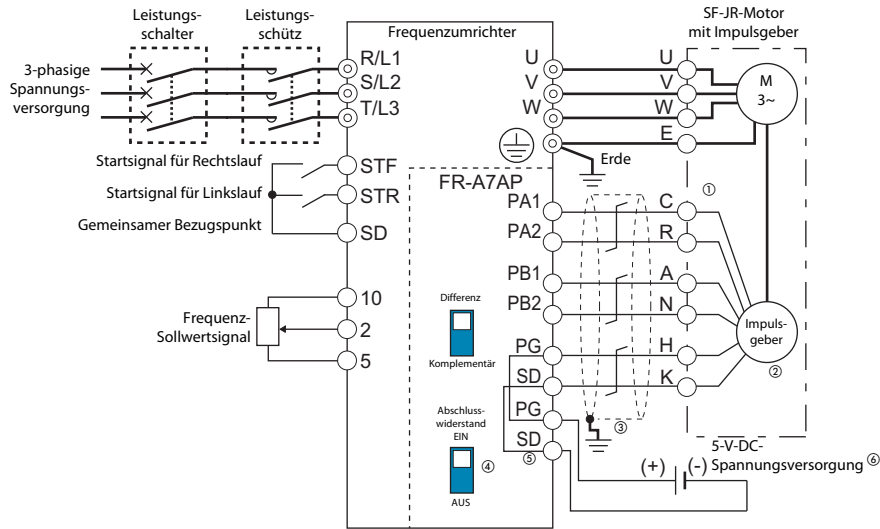 Leistungs-
schalter
Leistungs-
schütz
Frequenzumrichter
SF-JR-Motor
mit Impulsgeber
3-phasige
Spannungs-
versorgung
R/L1
S/L2
T/L3
U
V
W
U
V
W
E
M
3~
Erde
Startsignal für Rechtslauf
Startsignal für Linkslauf
Gemeinsamer Bezugspunkt
STF
STR
SD
FR-A7AP
PA1
PA2
PB1
PB2
PG
SD
PG
SD
C
R
A
N
H
K
①
Impuls-
geber
②
③
Frequenz-
Sollwertsignal
10
2
5
Differenz
Komplementär
Abschluss-
widerstand
EIN
AUS
④
⑤
(+)
(-)
5-V-DC-
Spannungsversorgung ⑥